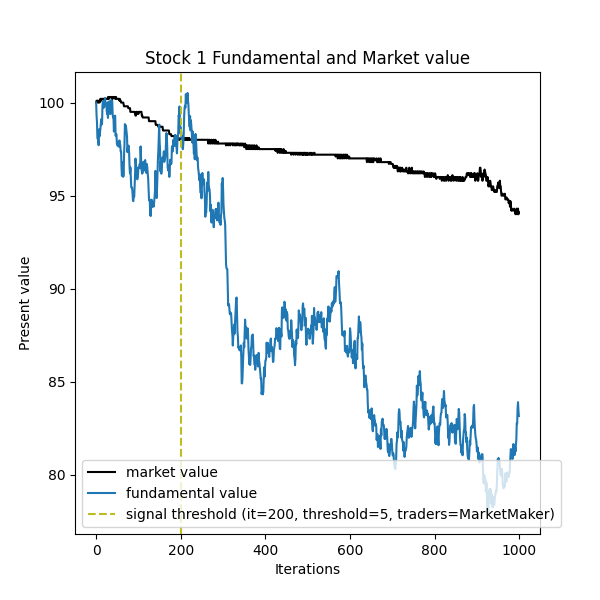 Stock 1 Fundamental and Market value
Present value
100
95
90
85
80
market value
fundamental value
signal threshold (it=200, threshold=5, traders=MarketMaker)
0 200 400 600 800 1000
Iterations